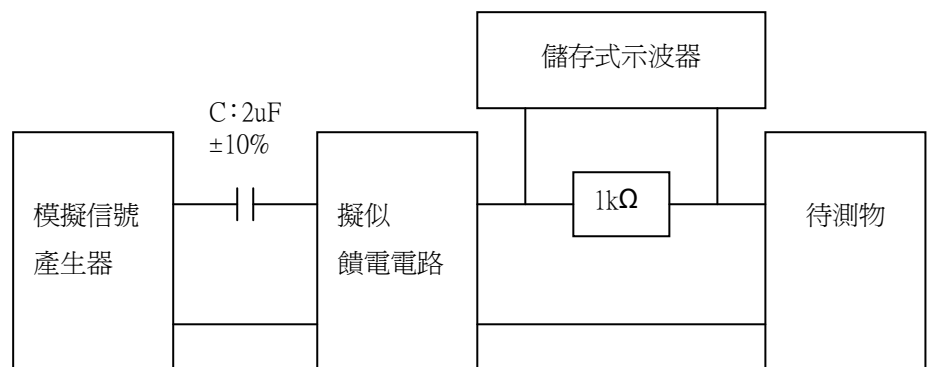 儲存式示波器
C：2uF
±10%
模擬信號
產生器
擬似
饋電電路
1kΩ
待測物